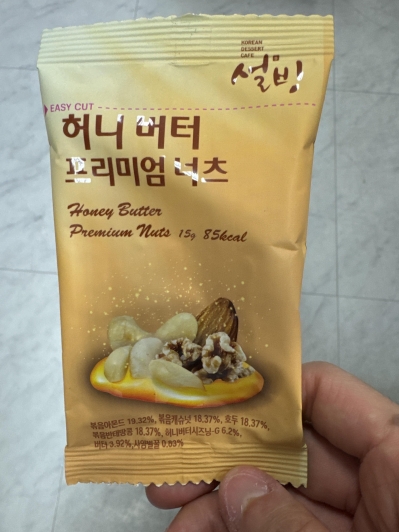 KOREAN
DESSERT
CAFE
설빙
EASY CUT
허니 버터
프리미엄 너츠
Honey Butter
Premium Nuts 15g 85kcal
볶음아몬드 19.32%, 볶음캐슈넛 18.37%, 호두 18.37%,
볶음반태땅콩 18.37%, 허니버터시즈닝-G 6.2%,
버터 3.92%, 사양벌꿀 0.93%